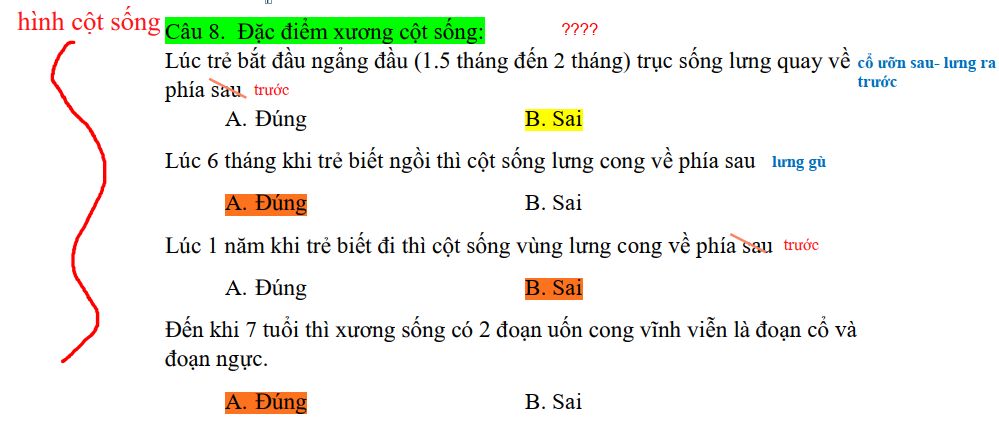 hình cột sống
Câu 8. Đặc điểm xương cột sống:
????
Lúc trẻ bắt đầu ngẩng đầu (1.5 tháng đến 2 tháng) trục sống lưng quay về
cổ ưỡn sau- lưng ra
trước
phía sau
trước
A. Đúng
B. Sai
Lúc 6 tháng khi trẻ biết ngồi thì cột sống lưng cong về phía sau
lưng gù
A. Đúng
B. Sai
Lúc 1 năm khi trẻ biết đi thì cột sống vùng lưng cong về phía sau
trước
A. Đúng
B. Sai
Đến khi 7 tuổi thì xương sống có 2 đoạn uốn cong vĩnh viễn là đoạn cổ và
đoạn ngực.
A. Đúng
B. Sai